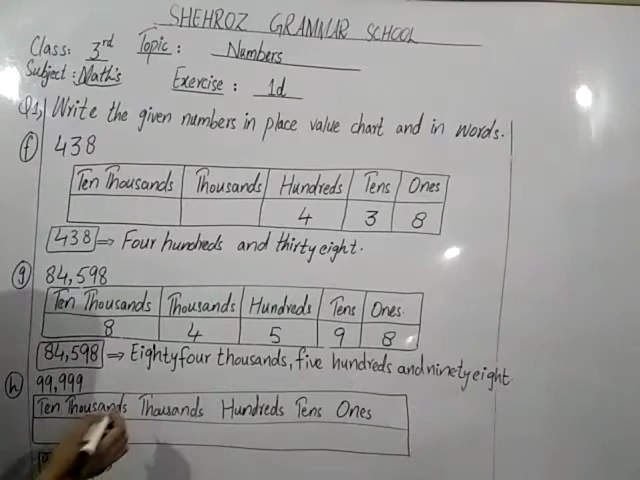 SHEHROZ GRAMMAR SCHOOL
Class: 3rd Topic: Numbers
Subject: Math's Exercise: 1d
Q1, Write the given numbers in place value chart and in words.
f 438
Ten Thousands Thousands Hundreds Tens Ones
4 3 8
438 ⇒ Four hundreds and thirty eight.
g 84,598
Ten Thousands Thousands Hundreds Tens Ones.
8 4 5 9 8
84,598 ⇒ Eighty four thousands, five hundreds and ninety eight.
h 99,999
Ten Thousands Thousands Hundreds Tens Ones